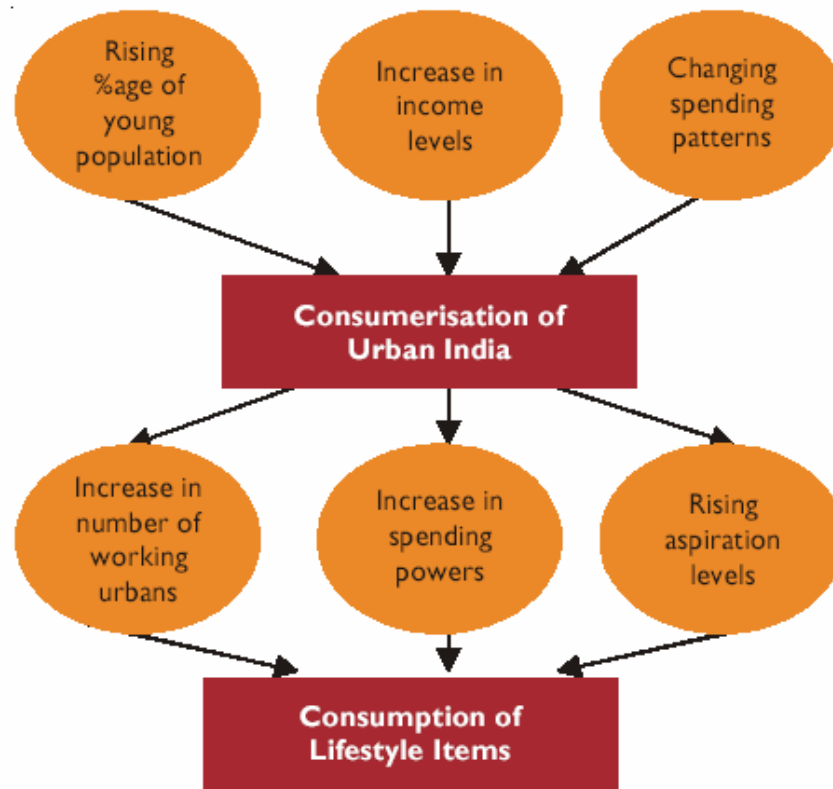 Rising
%age of
young
population
Increase in
income
levels
Changing
spending
patterns
Consumerisation of
Urban India
Increase in
number of
working
urbans
Increase in
spending
powers
Rising
aspiration
levels
Consumption of
Lifestyle Items